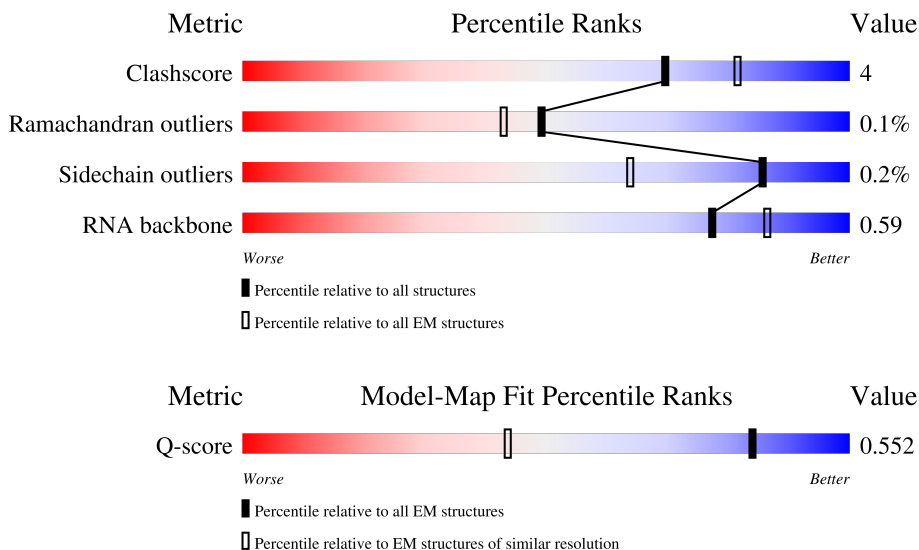 Metric Percentile Ranks Value
Clashscore 4
Ramachandran outliers 0.1%
Sidechain outliers 0.2%
RNA backbone 0.59
Worse Better
Percentile relative to all structures
Percentile relative to all EM structures
Metric Model-Map Fit Percentile Ranks Value
Q-score 0.552
Worse Better
Percentile relative to all EM structures
Percentile relative to EM structures of similar resolution